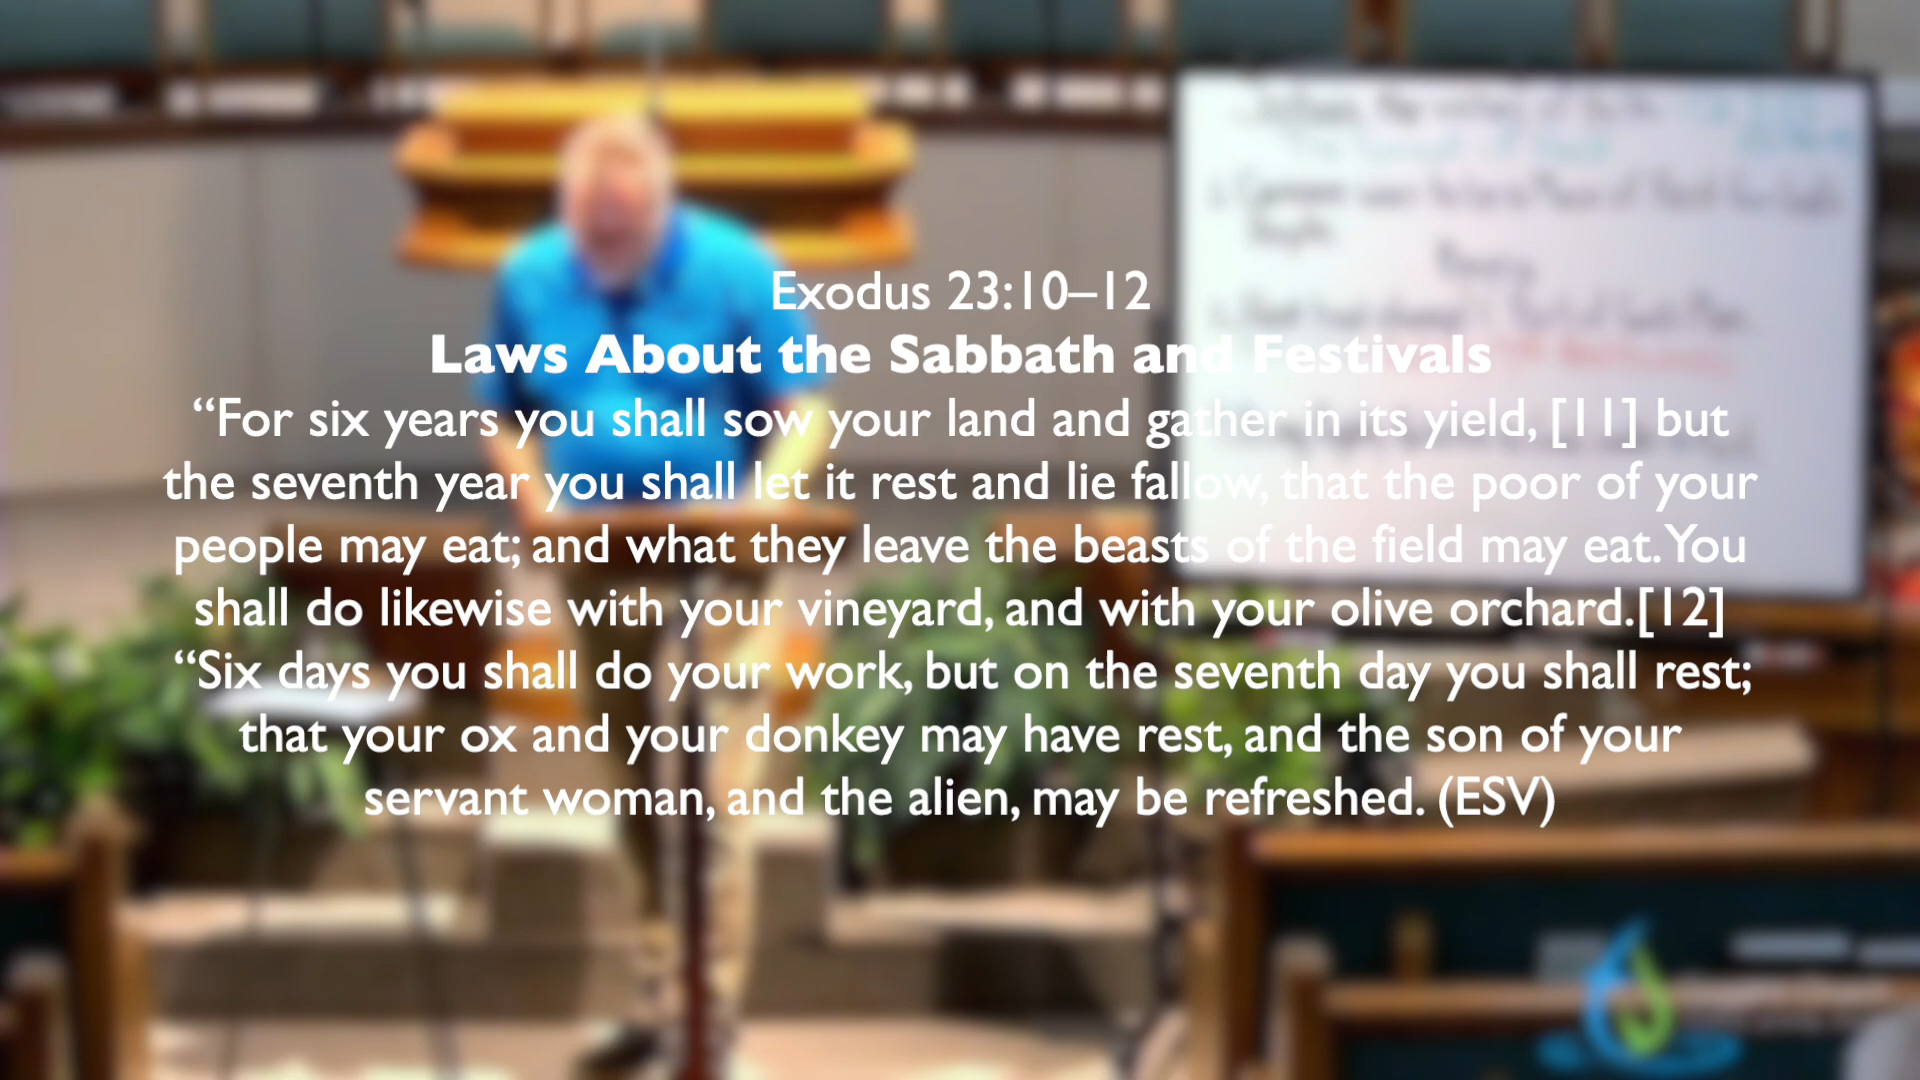 Exodus 23:10–12
Laws About the Sabbath and Festivals
“For six years you shall sow your land and gather in its yield, [11] but
the seventh year you shall let it rest and lie fallow, that the poor of your
people may eat; and what they leave the beasts of the field may eat. You
shall do likewise with your vineyard, and with your olive orchard.[12]
“Six days you shall do your work, but on the seventh day you shall rest;
that your ox and your donkey may have rest, and the son of your
servant woman, and the alien, may be refreshed. (ESV)